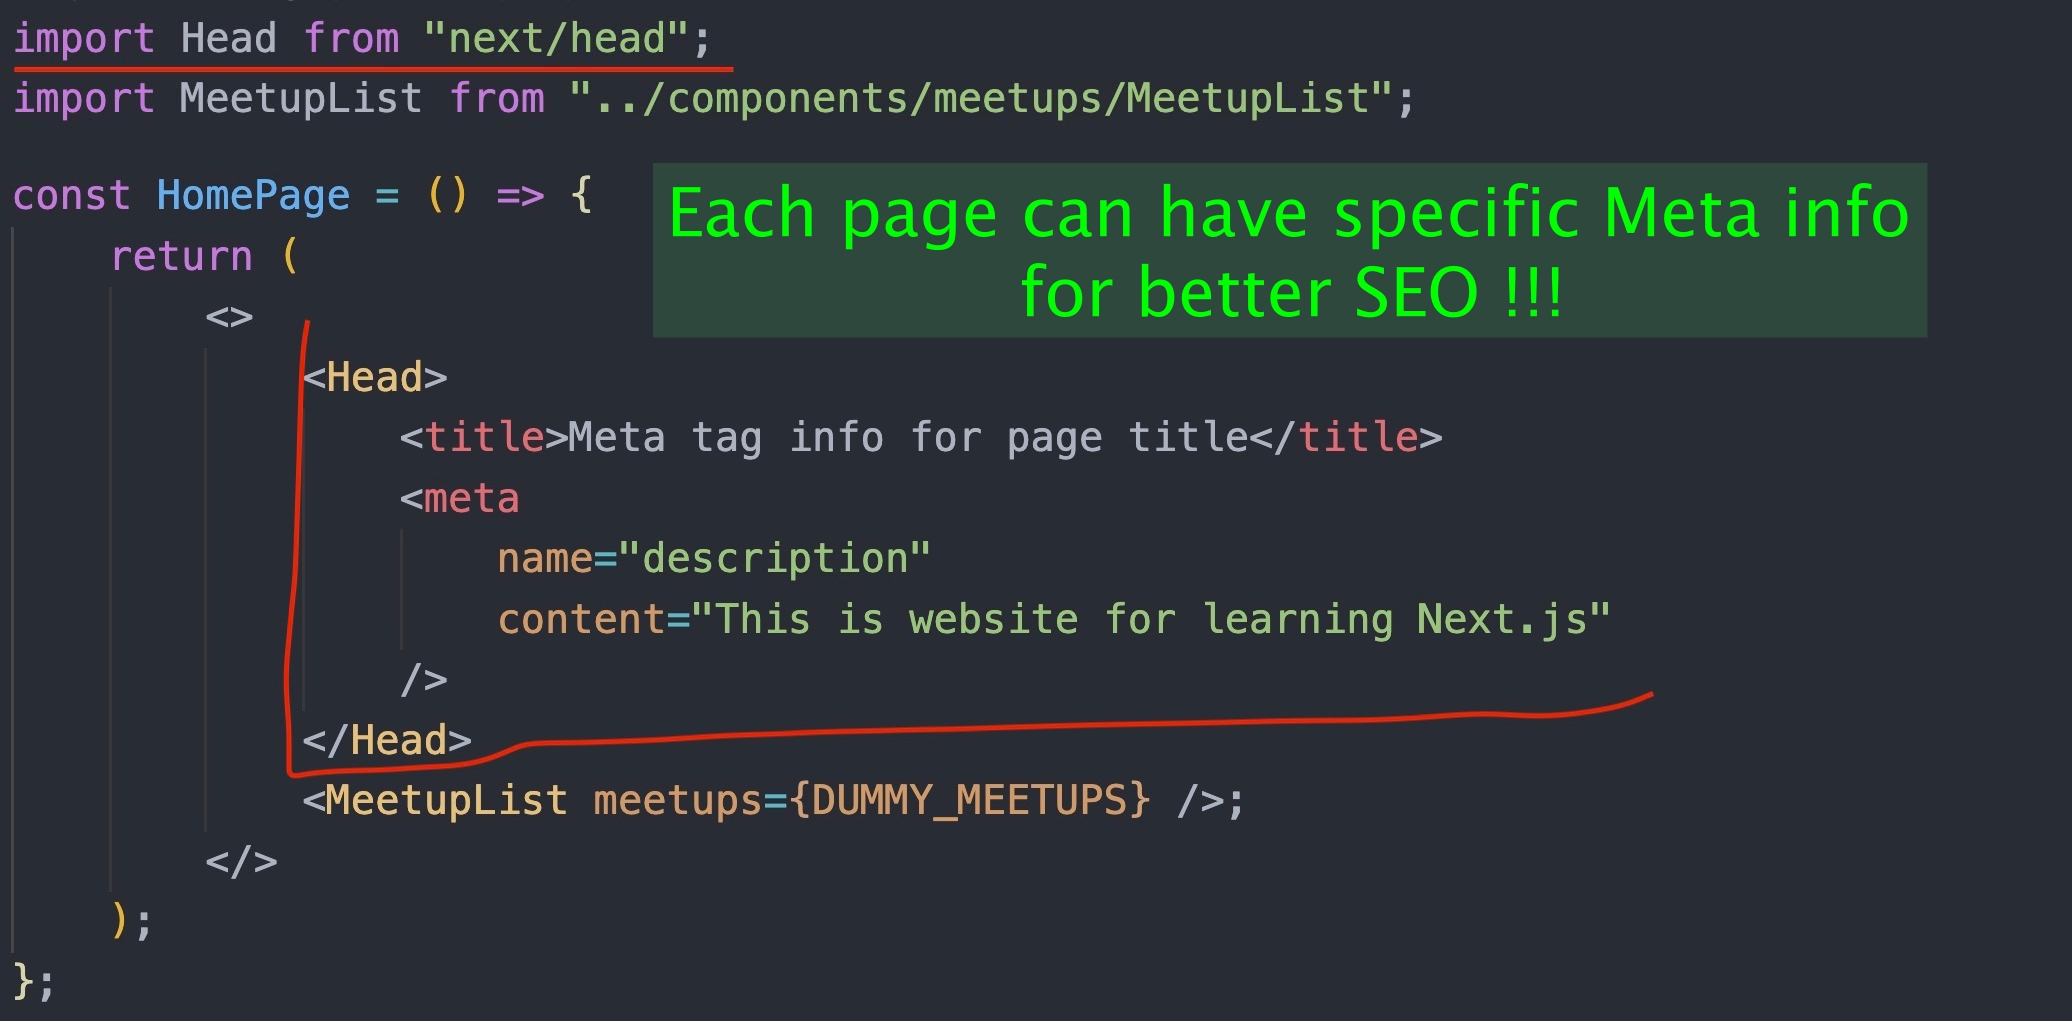 import Head from "next/head";
import MeetupList from "../components/meetups/MeetupList";
const HomePage = () => {
Each page can have specific Meta info
for better SEO !!!
return (
<>
<Head>
<title>Meta tag info for page title</title>
<meta
name="description"
content="This is website for learning Next.js"
/>
</Head>
<MeetupList meetups={DUMMY_MEETUPS} />;
</>
);
};